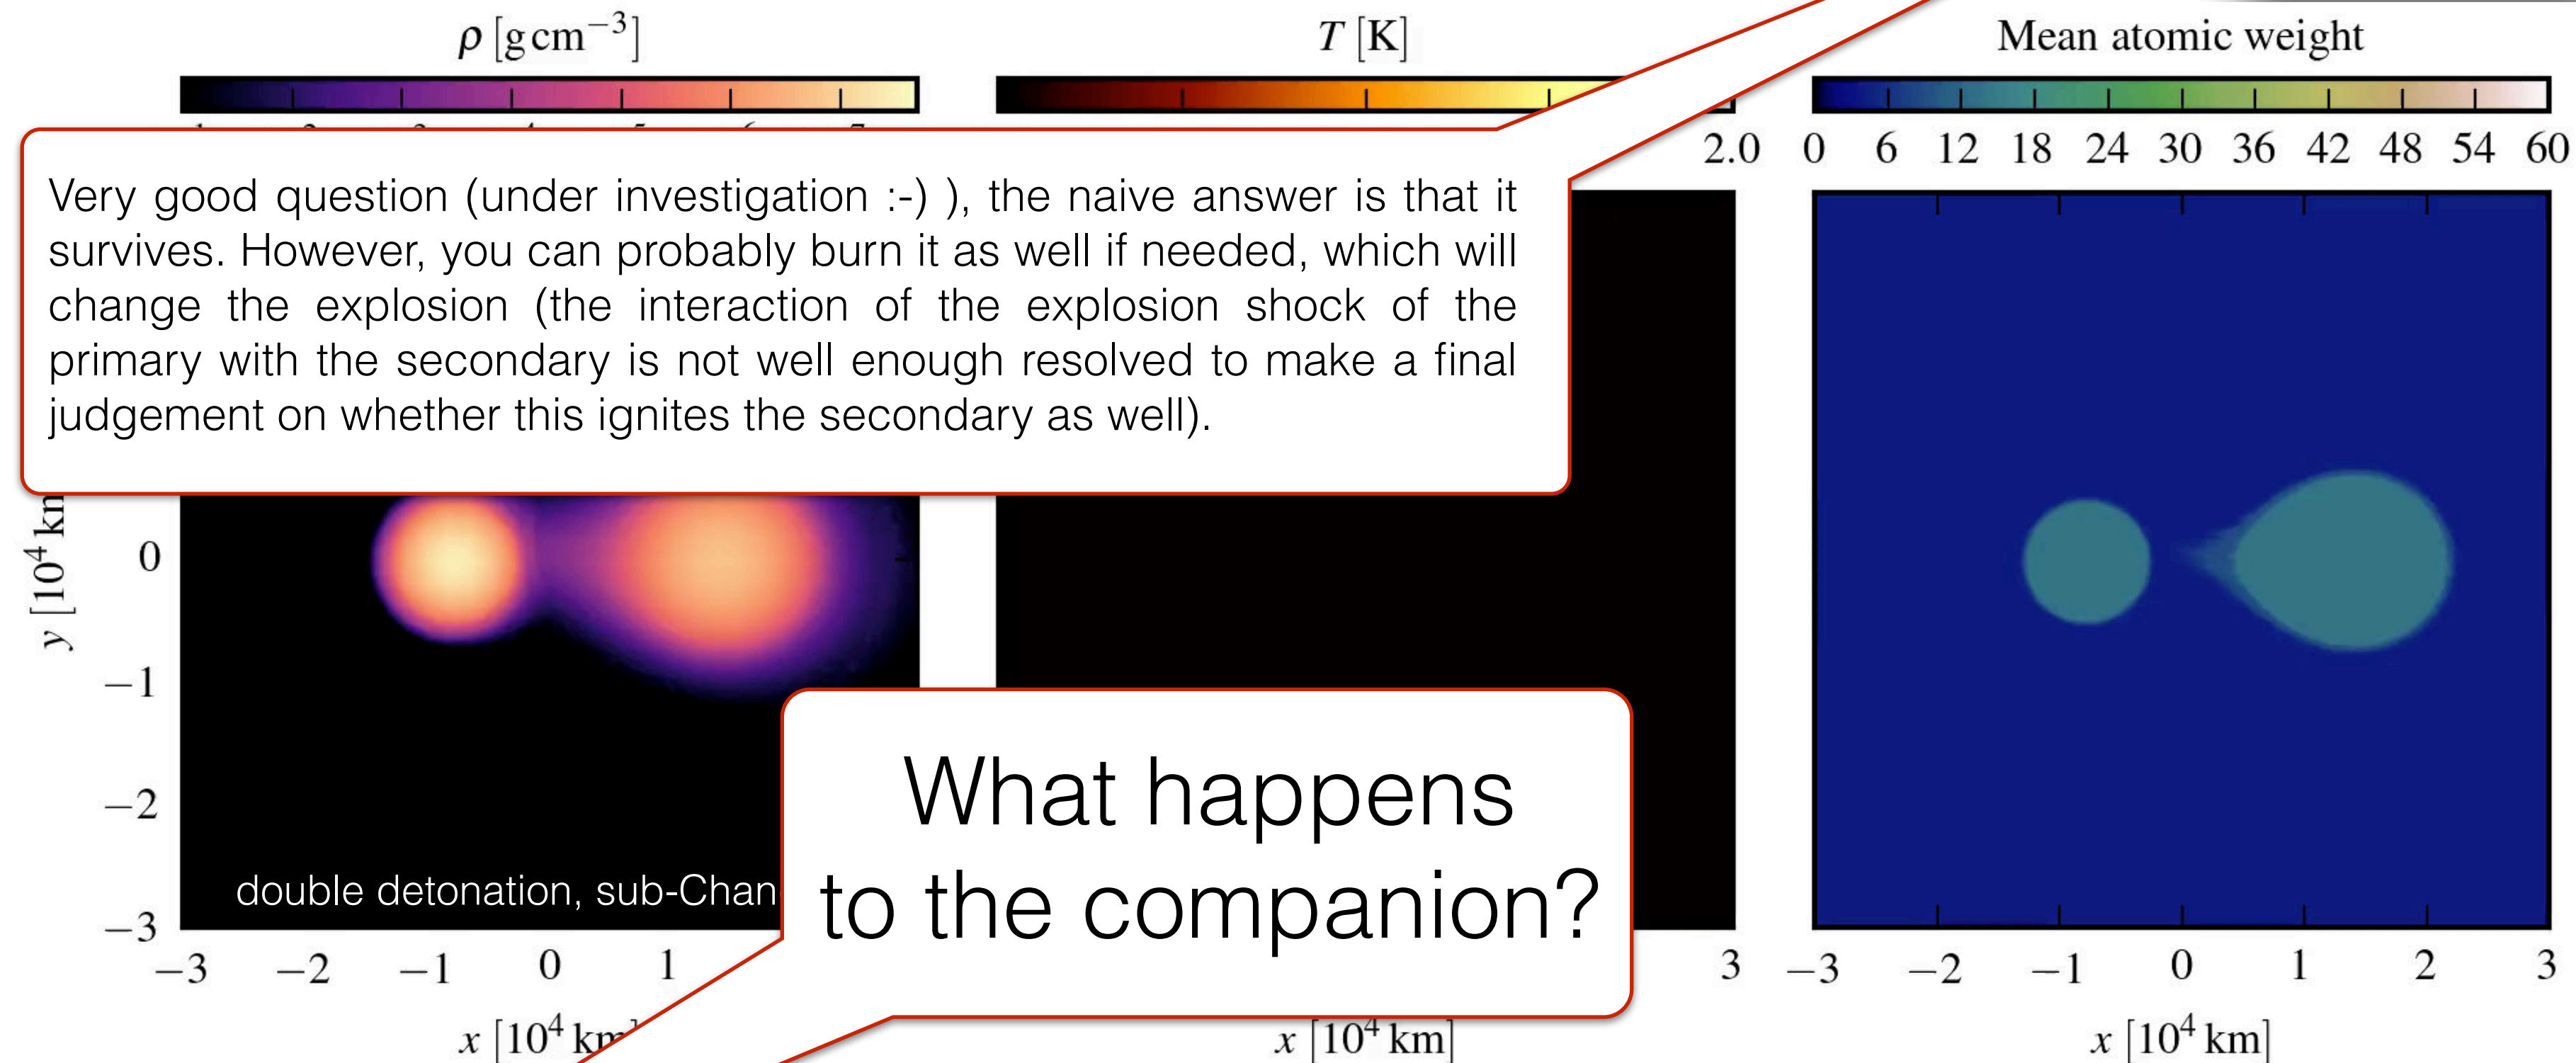 ρ [g cm⁻³]
T [K]
Mean atomic weight
2.0
0 6 12 18 24 30 36 42 48 54 60
Very good question (under investigation :-) ), the naive answer is that it
survives. However, you can probably burn it as well if needed, which will
change the explosion (the interaction of the explosion shock of the
primary with the secondary is not well enough resolved to make a final
judgement on whether this ignites the secondary as well).
y [10⁴ km
0
−1
−2
−3
double detonation, sub-Chan
What happens
to the companion?
−3 −2 −1 0 1
3
−3 −2 −1 0 1 2 3
x [10⁴ km]
x [10⁴ km]
x [10⁴ km]